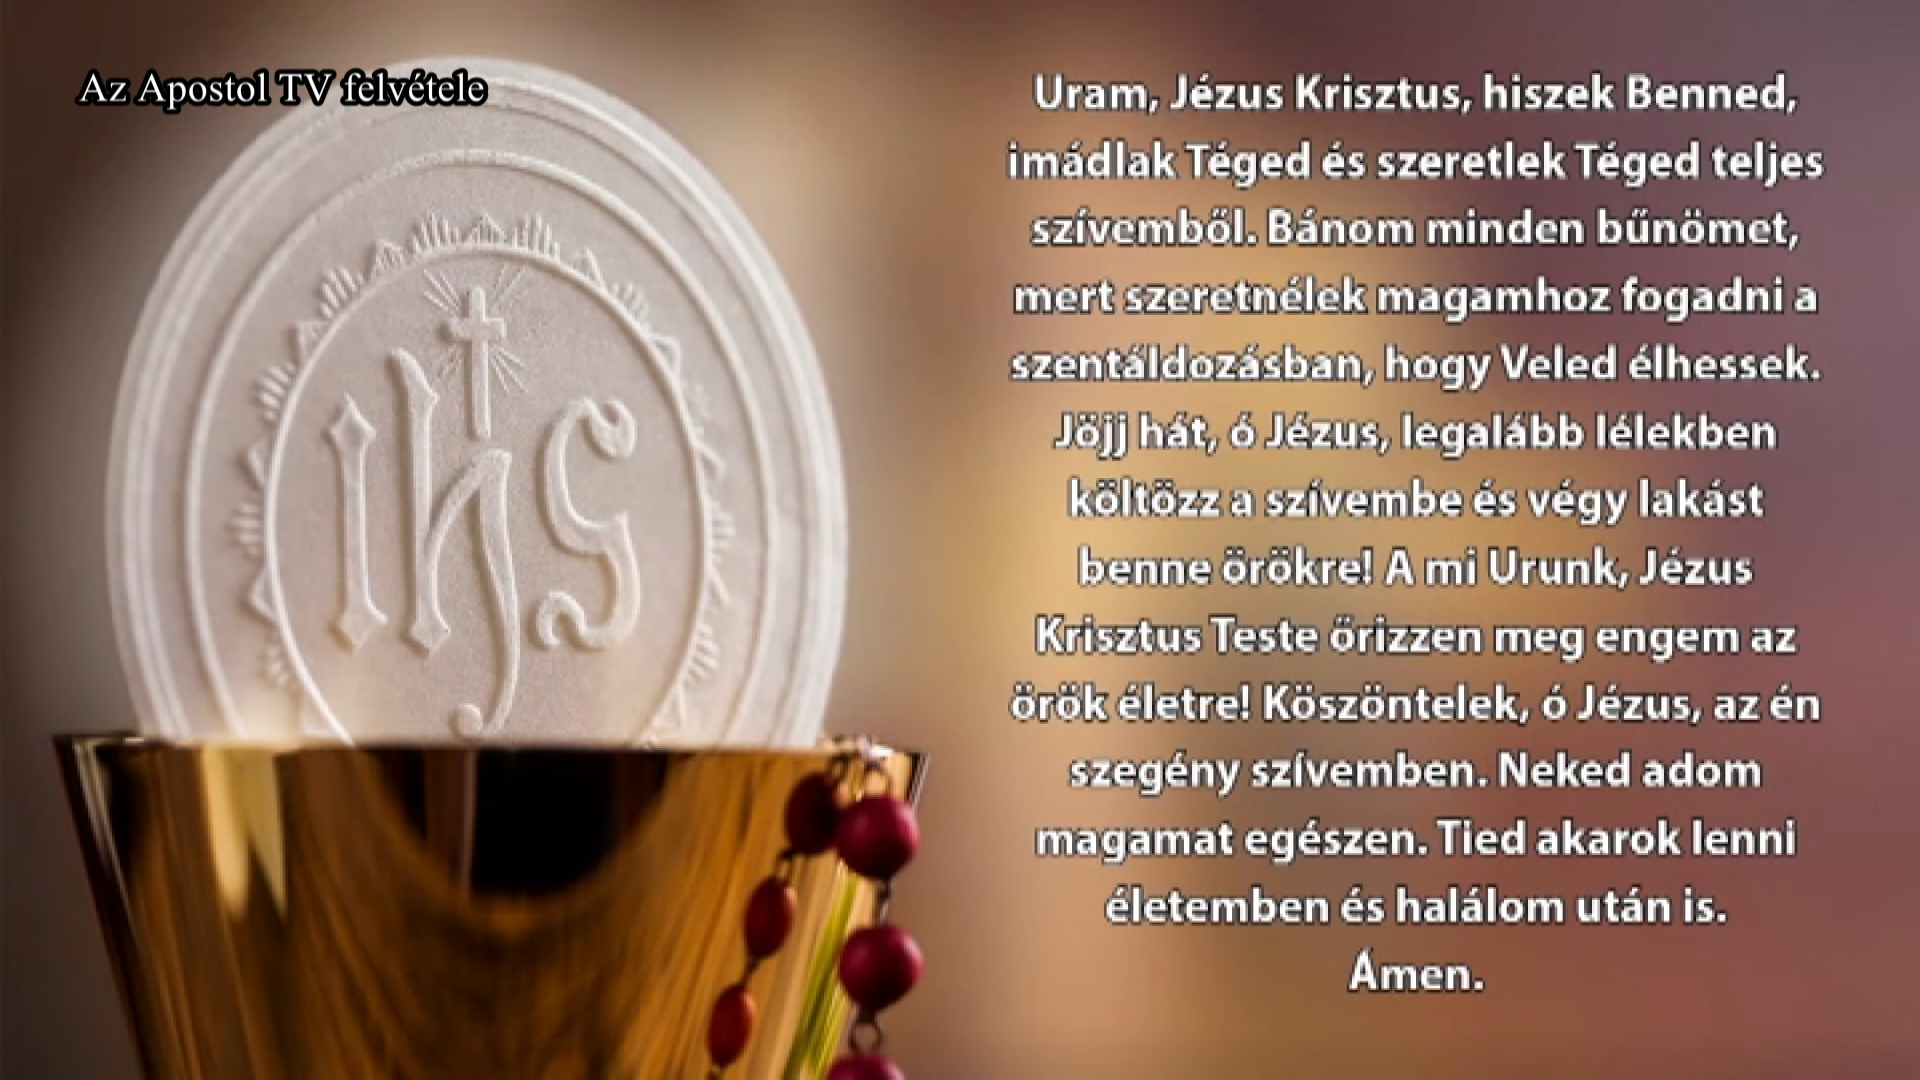 Az Apostol TV felvétele
Uram, Jézus Krisztus, hiszek Benned,
imádlak Téged és szeretlek Téged teljes
szívemből. Bánom minden bűnömet,
mert szeretnélek magamhoz fogadni a
szentáldozásban, hogy Veled élhessek.
Jöjj hát, ó Jézus, legalább lélekben
költözz a szívembe és végy lakást
benne örökre! A mi Urunk, Jézus
Krisztus Teste őrizzen meg engem az
örök életre! Köszöntelek, ó Jézus, az én
szegény szívemben. Neked adom
magamat egészen. Tied akarok lenni
életemben és halálom után is.
Ámen.
ihs